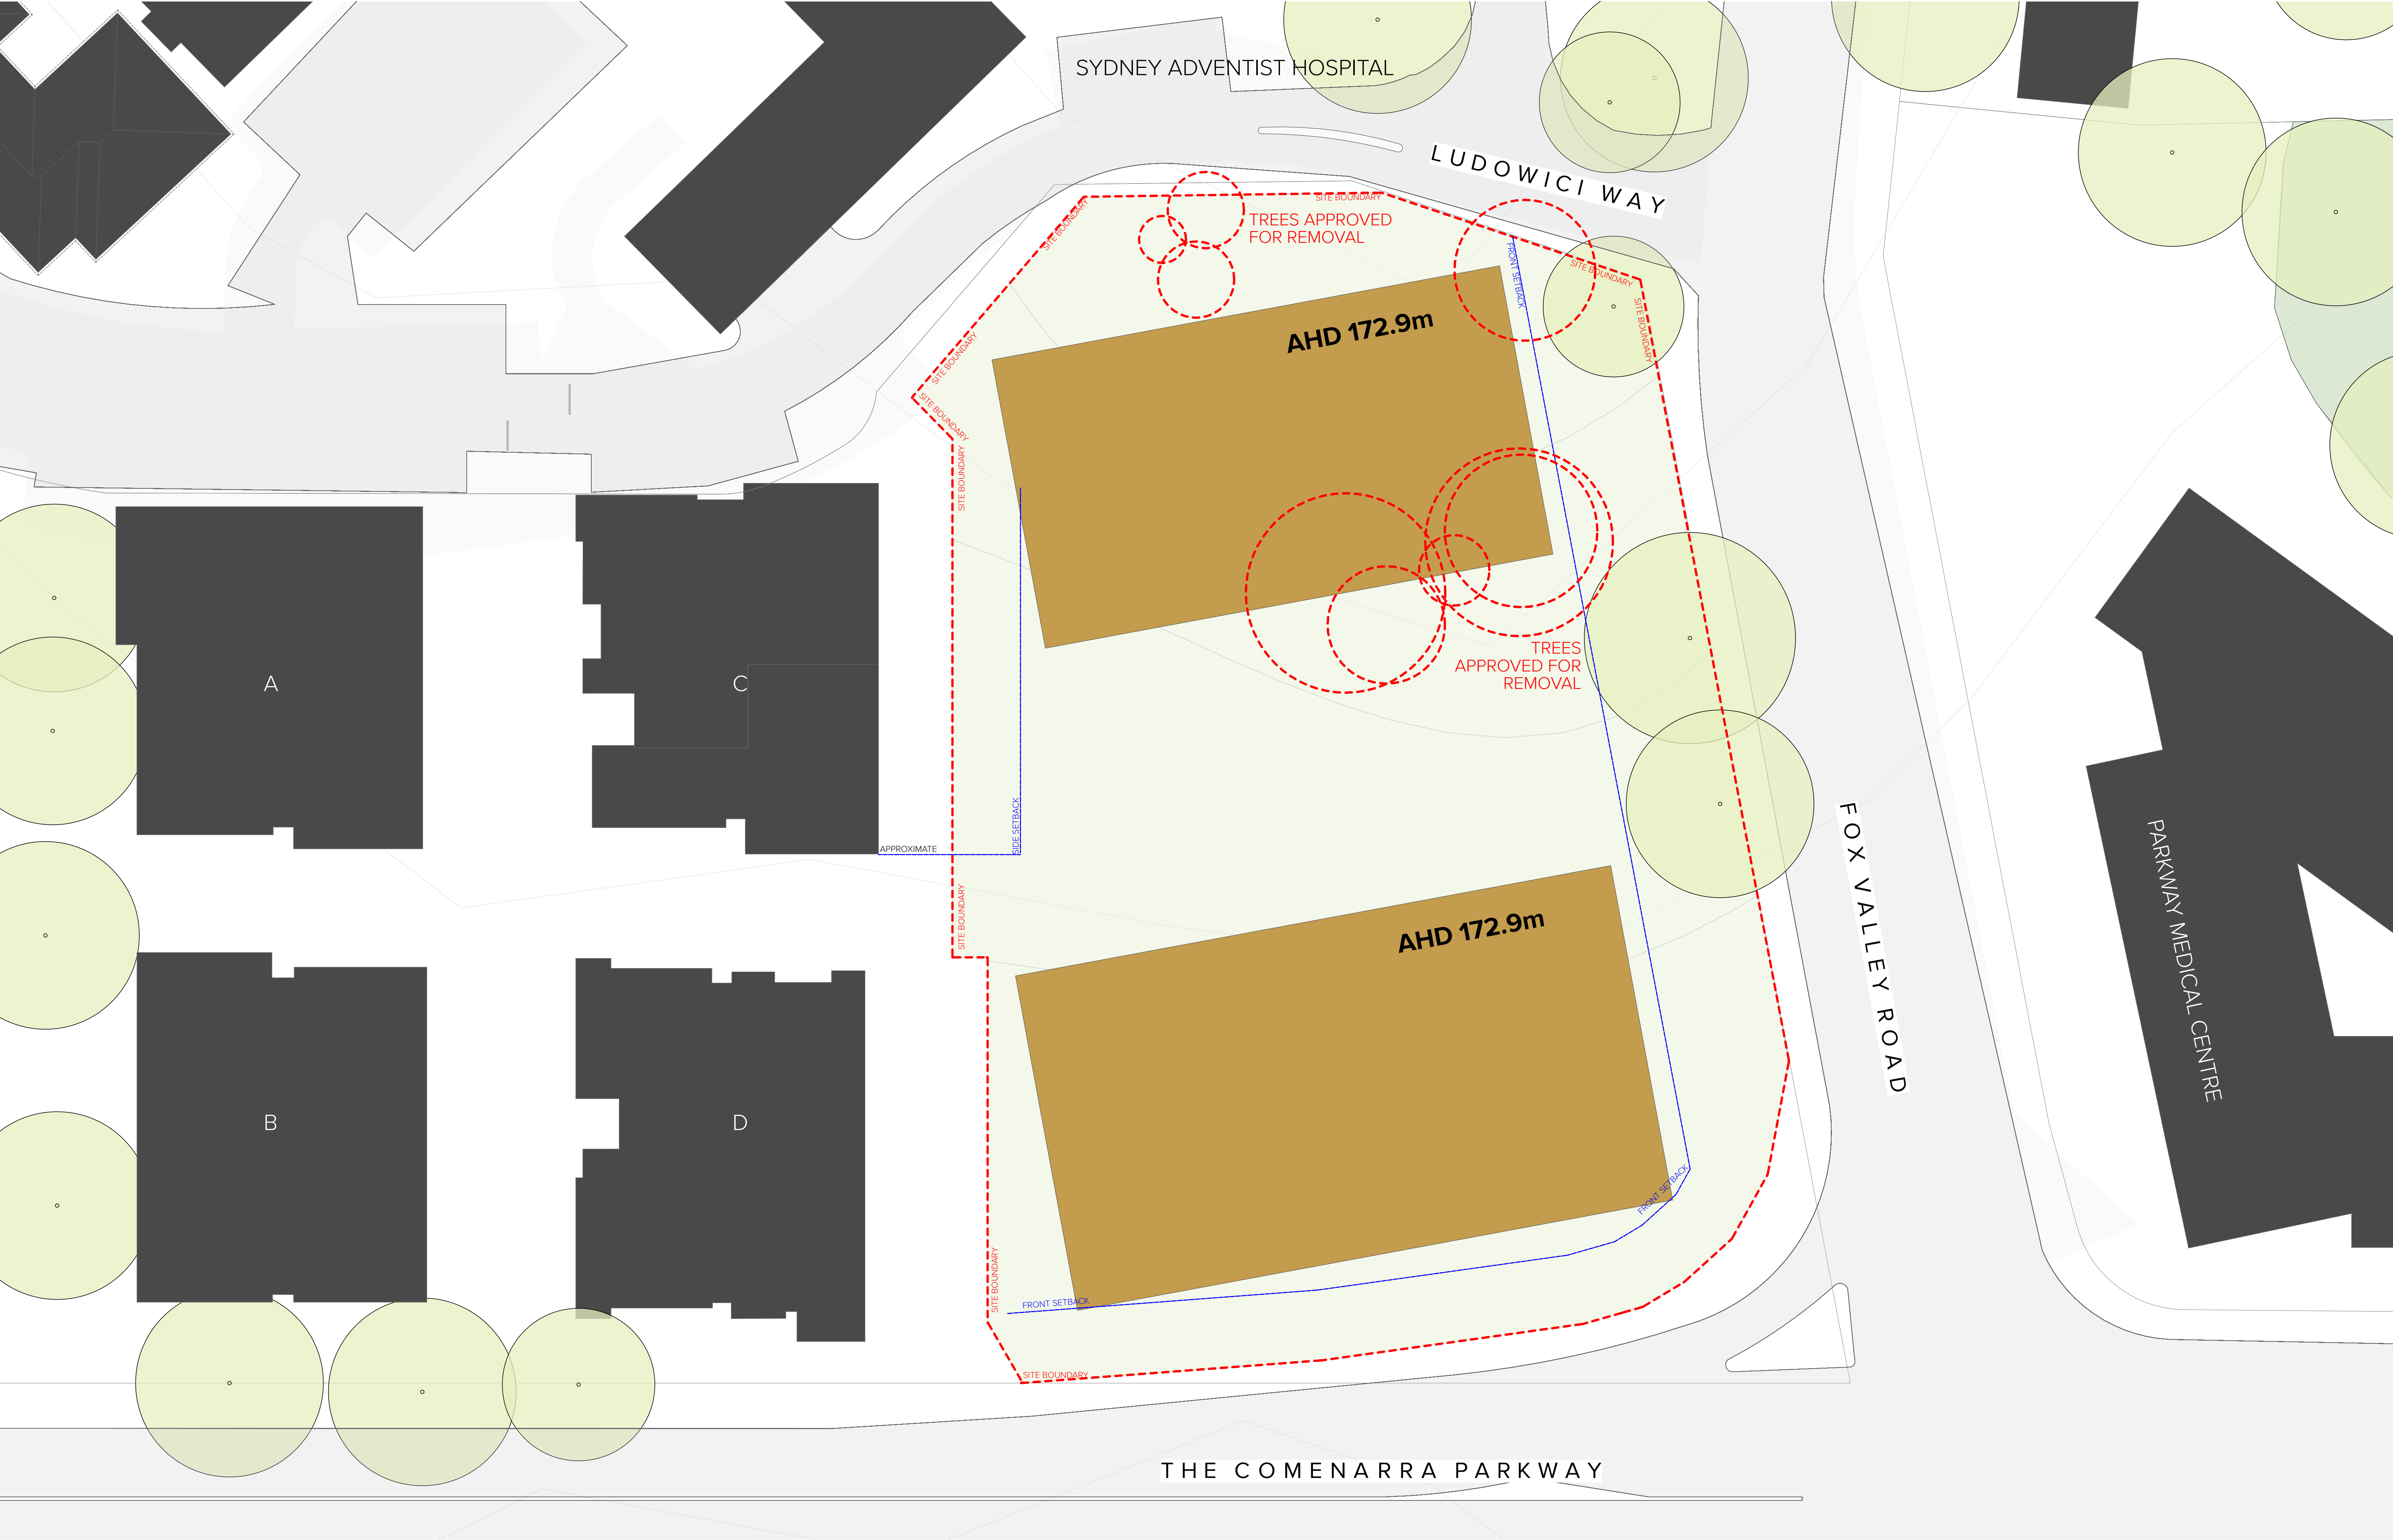 SYDNEY ADVENTIST HOSPITAL
LUDOWICI WAY
SITE BOUNDARY
SITE BOUNDARY
TREES APPROVED
FOR REMOVAL
FRONT SETBACK
SITE BOUNDARY
SITE BOUNDARY
AHD 172.9m
SITE BOUNDARY
SITE BOUNDARY
SITE BOUNDARY
TREES
APPROVED FOR
REMOVAL
A
C
SIDE SETBACK
APPROXIMATE
FOX VALLEY ROAD
PARKWAY MEDICAL CENTRE
SITE BOUNDARY
AHD 172.9m
B
D
FRONT SETBACK
SITE BOUNDARY
FRONT SETBACK
SITE BOUNDARY
THE COMENARRA PARKWAY